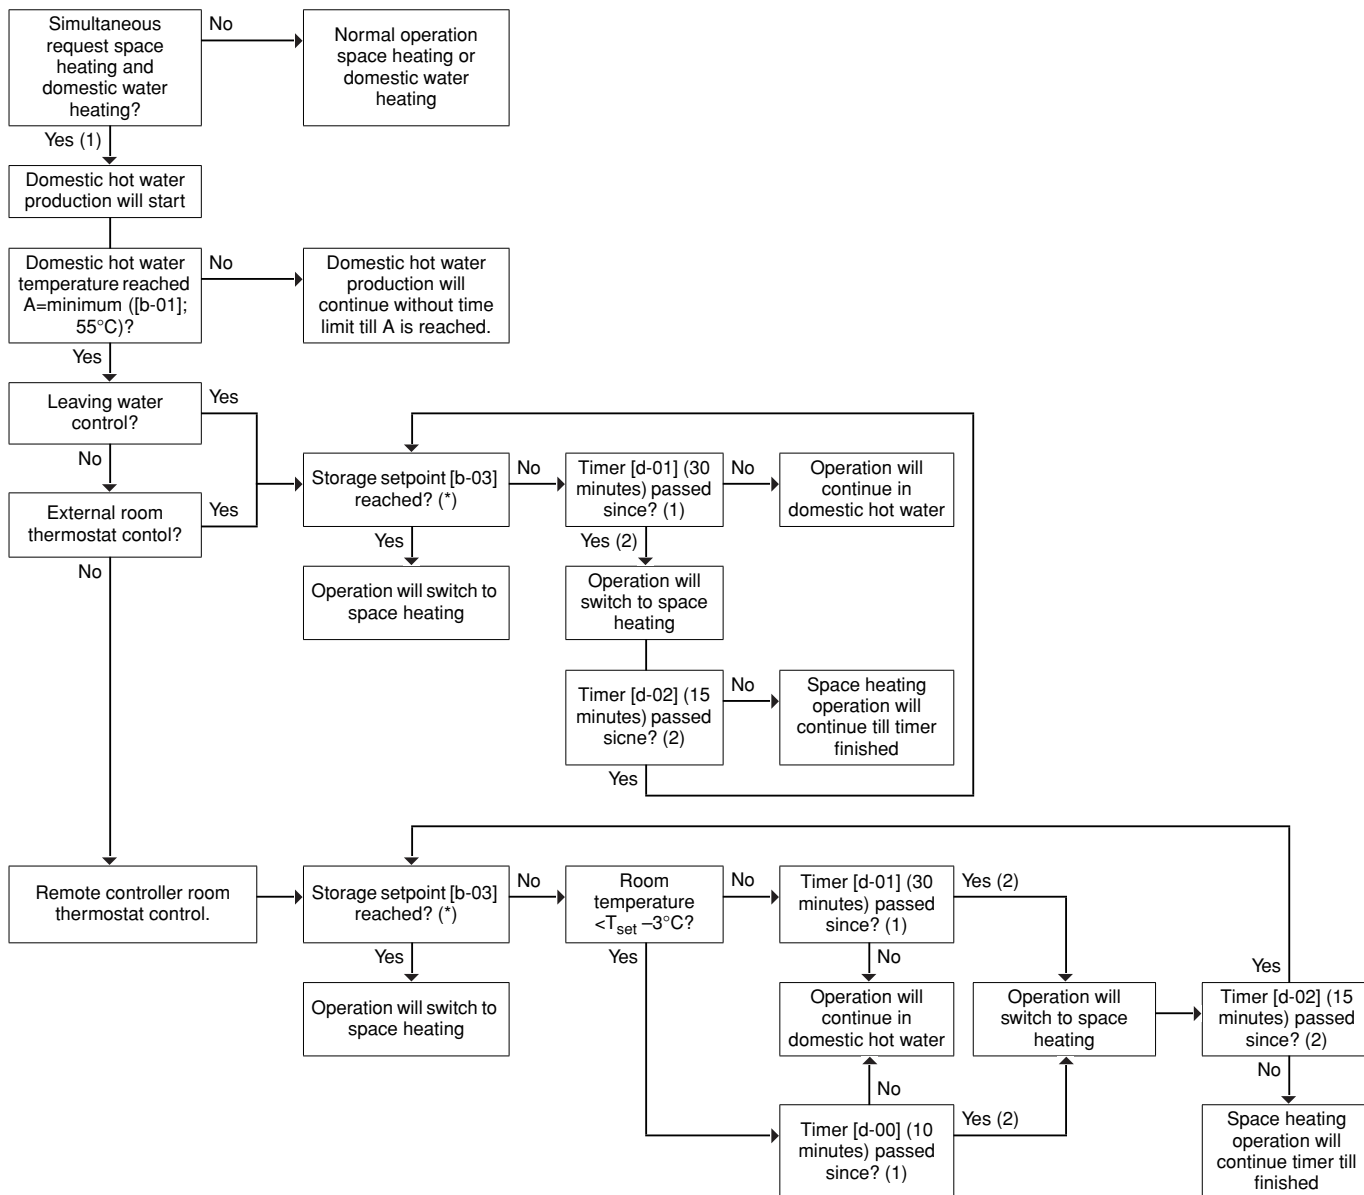 Simultaneous
request space
heating and
domestic water
heating?
No
Normal operation
space heating or
domestic water
heating
Yes (1)
Domestic hot water
production will start
Domestic hot water
temperature reached
A=minimum ([b-01];
55°C)?
No
Domestic hot water
production will
continue without time
limit till A is reached.
Yes
Leaving water
control?
Yes
No
External room
thermostat contol?
Yes
No
Storage setpoint [b-03]
reached? (*)
No
Timer [d-01] (30
minutes) passed
since? (1)
No
Operation will
continue in
domestic hot water
Yes
Operation will switch to
space heating
Yes (2)
Operation will
switch to space
heating
Timer [d-02] (15
minutes) passed
sicne? (2)
No
Space heating
operation will
continue till timer
finished
Yes
Remote controller room
thermostat control.
Storage setpoint [b-03]
reached? (*)
No
Room
temperature
<Tset –3°C?
No
Timer [d-01] (30
minutes) passed
since? (1)
Yes (2)
Yes
Operation will switch to
space heating
Yes
No
Operation will
continue in
domestic hot water
Operation will
switch to space
heating
Yes
Timer [d-02] (15
minutes) passed
since? (2)
No
Timer [d-00] (10
minutes) passed
since? (1)
Yes (2)
No
Space heating
operation will
continue timer till
finished